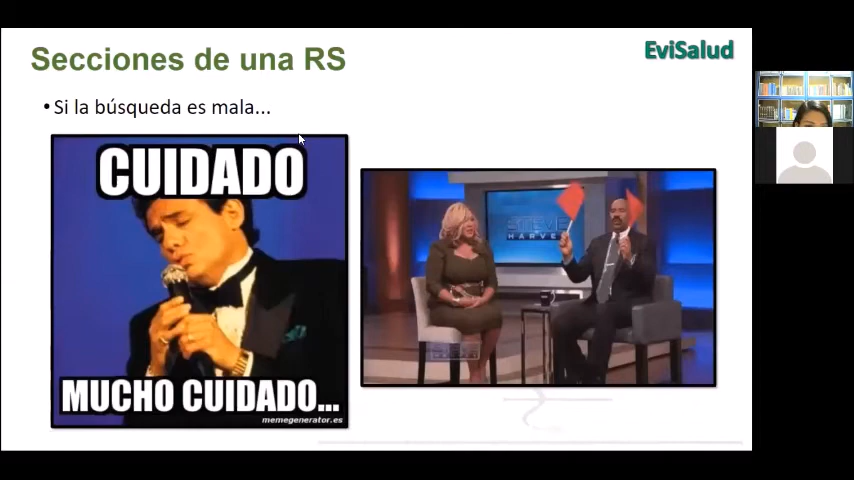 Secciones de una RS
EviSalud
• Si la búsqueda es mala...
CUIDADO
MUCHO CUIDADO...
memegenerator.es
STEVE
HARVEY